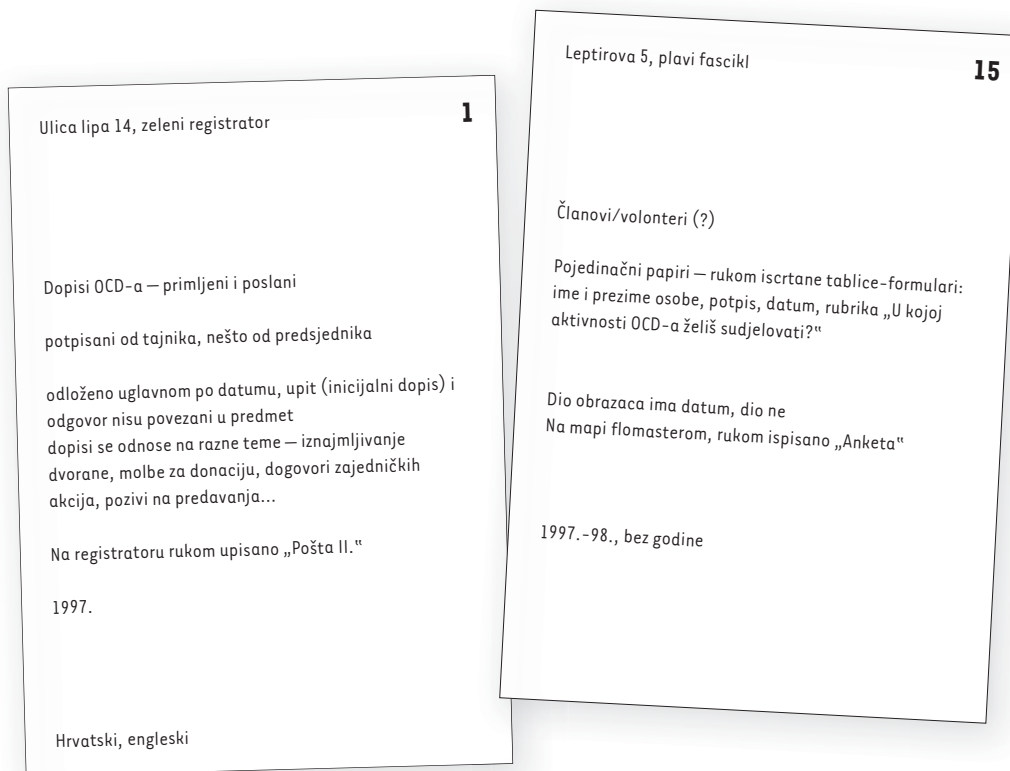 Ulica lipa 14, zeleni registrator
1
Dopisi OCD-a — primljeni i poslani
potpisani od tajnika, nešto od predsjednika
odloženo uglavnom po datumu, upit (inicijalni dopis) i
odgovor nisu povezani u predmet
dopisi se odnose na razne teme — iznajmljivanje
dvorane, molbe za donaciju, dogovori zajedničkih
akcija, pozivi na predavanja...
Na registratoru rukom upisano „Pošta II.“
1997.
Hrvatski, engleski
Leptirova 5, plavi fascikl
15
Članovi/volonteri (?)
Pojedinačni papiri — rukom iscrtane tablice-formulari:
ime i prezime osobe, potpis, datum, rubrika „U kojoj
aktivnosti OCD-a želiš sudjelovati?“
Dio obrazaca ima datum, dio ne
Na mapi flomasterom, rukom ispisano „Anketa“
1997.-98., bez godine